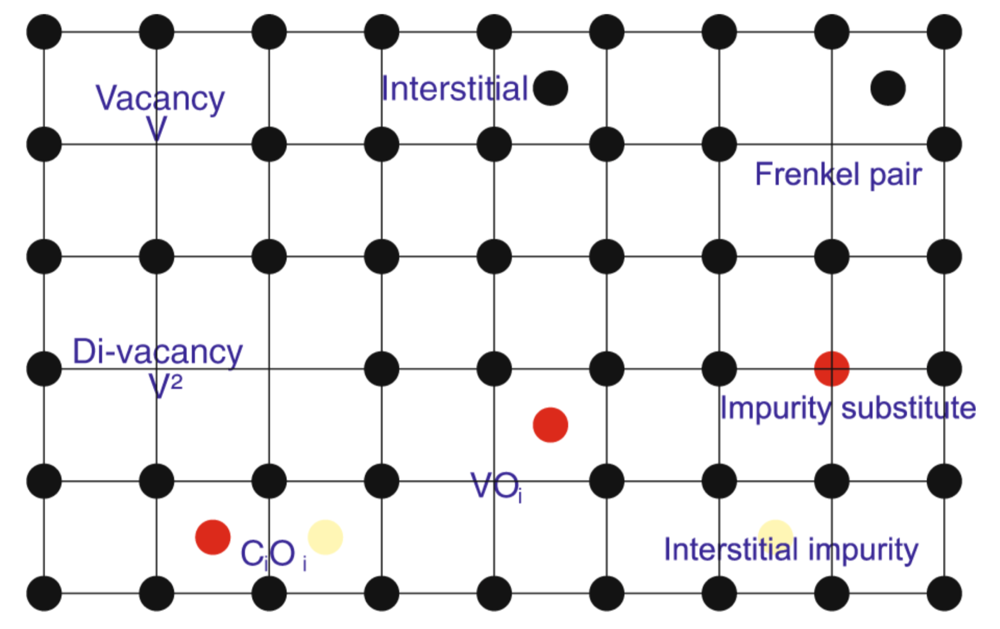 Interstitial
Vacancy
V
Frenkel pair
Di-vacancy
V²
Impurity substitute
VOᵢ
CᵢO ᵢ
Interstitial impurity